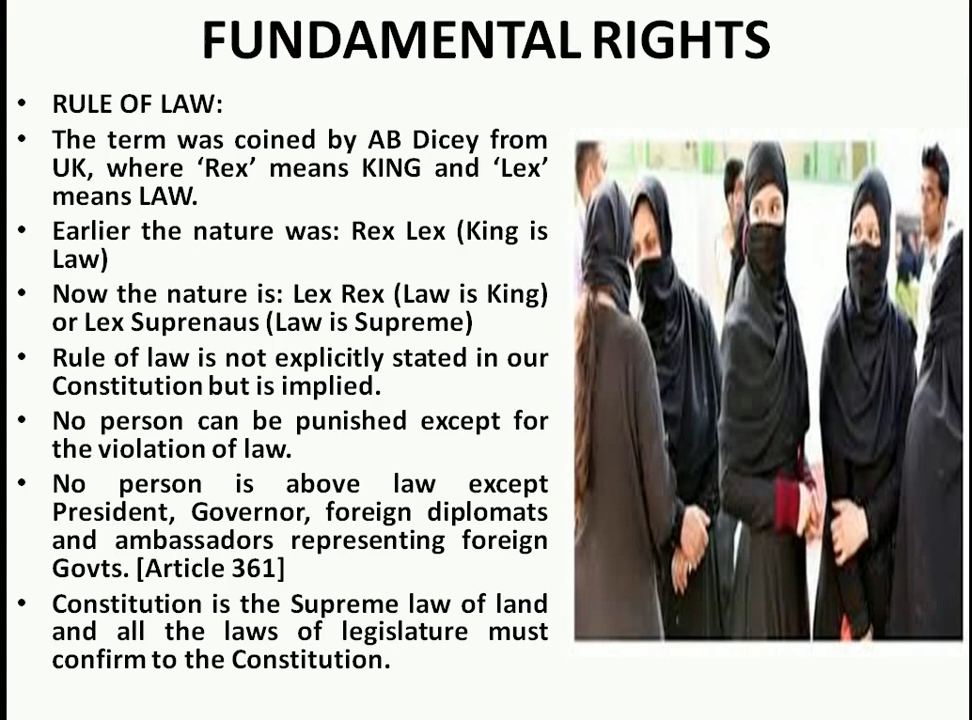 FUNDAMENTAL RIGHTS
• RULE OF LAW:
• The term was coined by AB Dicey from
UK, where ‘Rex’ means KING and ‘Lex’
means LAW.
• Earlier the nature was: Rex Lex (King is
Law)
• Now the nature is: Lex Rex (Law is King)
or Lex Suprenaus (Law is Supreme)
• Rule of law is not explicitly stated in our
Constitution but is implied.
• No person can be punished except for
the violation of law.
• No person is above law except
President, Governor, foreign diplomats
and ambassadors representing foreign
Govts. [Article 361]
• Constitution is the Supreme law of land
and all the laws of legislature must
confirm to the Constitution.